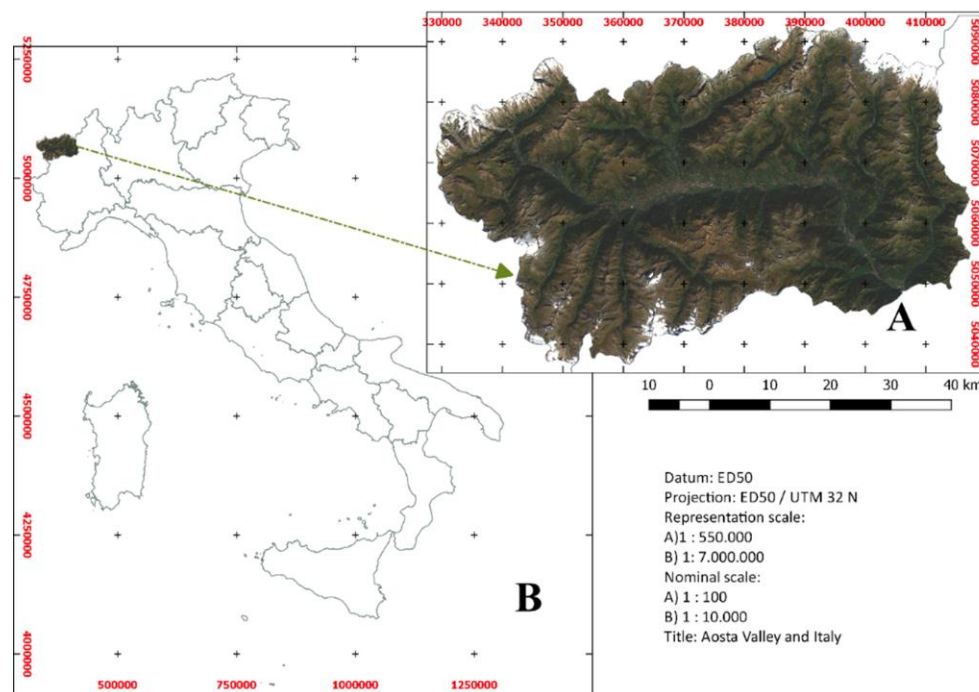 330000 340000 350000 360000 370000 380000 390000 400000 410000
5090000
5080000
5070000
5060000
5050000
5040000
A
10 0 10 20 30 40 km
5250000
5000000
4750000
4500000
4250000
4000000
B
500000 750000 1000000 1250000
Datum: ED50
Projection: ED50 / UTM 32 N
Representation scale:
A)1 : 550.000
B) 1: 7.000.000
Nominal scale:
A) 1 : 100
B) 1 : 10.000
Title: Aosta Valley and Italy